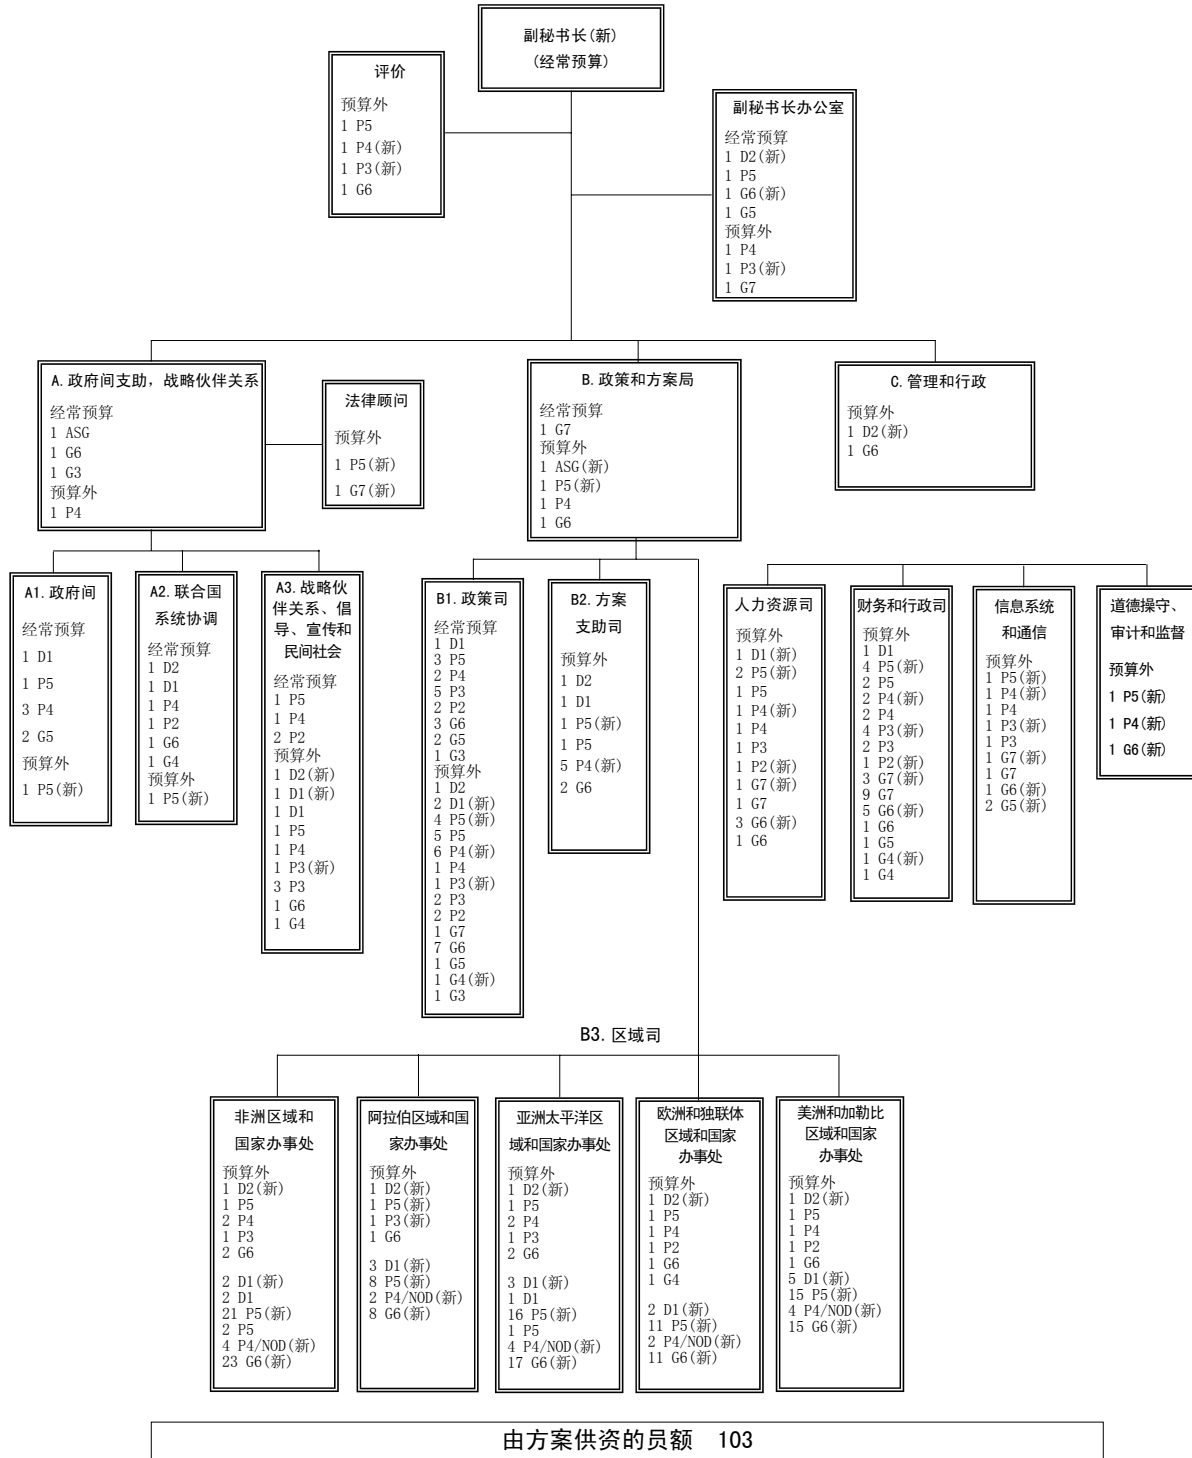 副秘书长(新)
(经常预算)
评价
预算外
1 P5
1 P4(新)
1 P3(新)
1 G6
副秘书长办公室
经常预算
1 D2(新)
1 P5
1 G6(新)
1 G5
预算外
1 P4
1 P3(新)
1 G7
A. 政府间支助，战略伙伴关系
经常预算
1 ASG
1 G6
1 G3
预算外
1 P4
法律顾问
预算外
1 P5(新)
1 G7(新)
B. 政策和方案局
经常预算
1 G7
预算外
1 ASG(新)
1 P5(新)
1 P4
1 G6
C. 管理和行政
预算外
1 D2(新)
1 G6
A1. 政府间
经常预算
1 D1
1 P5
3 P4
2 G5
预算外
1 P5(新)
A2. 联合国
系统协调
经常预算
1 D2
1 D1
1 P4
1 P2
1 G6
1 G4
预算外
1 P5(新)
A3. 战略伙
伴关系、倡
导、宣传和
民间社会
经常预算
1 P5
1 P4
2 P2
预算外
1 D2(新)
1 D1(新)
1 D1
1 P5
1 P4
1 P3(新)
3 P3
1 G6
1 G4
B1. 政策司
经常预算
1 D1
3 P5
2 P4
5 P3
2 P2
3 G6
2 G5
1 G3
预算外
1 D2
2 D1(新)
4 P5(新)
5 P5
6 P4(新)
1 P4
1 P3(新)
2 P3
2 P2
1 G7
7 G6
1 G5
1 G4(新)
1 G3
B2. 方案
支助司
预算外
1 D2
1 D1
1 P5(新)
1 P5
5 P4(新)
2 G6
人力资源司
预算外
1 D1(新)
2 P5(新)
1 P5
1 P4(新)
1 P4
1 P3
1 P2(新)
1 G7(新)
1 G7
3 G6(新)
1 G6
财务和行政司
预算外
1 D1
4 P5(新)
2 P5
2 P4(新)
2 P4
4 P3(新)
2 P3
1 P2(新)
3 G7(新)
9 G7
5 G6(新)
1 G6
1 G5
1 G4(新)
1 G4
信息系统
和通信
预算外
1 P5(新)
1 P4(新)
1 P4
1 P3(新)
1 P3
1 G7(新)
1 G7
1 G6(新)
2 G5(新)
道德操守、
审计和监督
预算外
1 P5(新)
1 P4(新)
1 G6(新)
B3. 区域司
非洲区域和
国家办事处
预算外
1 D2(新)
1 P5
2 P4
1 P3
2 G6
2 D1(新)
2 D1
21 P5(新)
2 P5
4 P4/NOD(新)
23 G6(新)
阿拉伯区域和国
家办事处
预算外
1 D2(新)
1 P5(新)
1 P3(新)
1 G6
3 D1(新)
8 P5(新)
2 P4/NOD(新)
8 G6(新)
亚洲太平洋区
域和国家办事处
预算外
1 D2(新)
1 P5
2 P4
1 P3
2 G6
3 D1(新)
1 D1
16 P5(新)
1 P5
4 P4/NOD(新)
17 G6(新)
欧洲和独联体
区域和国家
办事处
预算外
1 D2(新)
1 P5
1 P4
1 P2
1 G6
1 G4
2 D1(新)
11 P5(新)
2 P4/NOD(新)
11 G6(新)
美洲和加勒比
区域和国家
办事处
预算外
1 D2(新)
1 P5
1 P4
1 P2
1 G6
5 D1(新)
15 P5(新)
4 P4/NOD(新)
15 G6(新)
由方案供资的员额 103